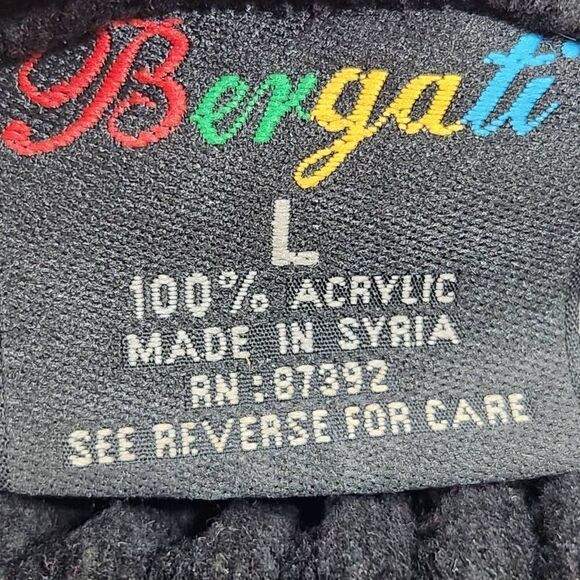 Bergati
L
100% ACRYLIC
MADE IN SYRIA
RN: 87392
SEE REVERSE FOR CARE